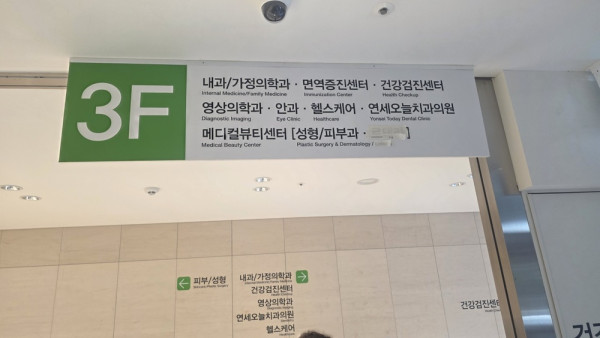 3F
내과/가정의학과 · 면역증진센터 · 건강검진센터
Internal Medicine/Family Medicine Immunization Center Health Checkup
영상의학과 · 안과 · 헬스케어 · 연세오늘치과의원
Diagnostic Imaging Eye Clinic Healthcare Yonsei Today Dental Clinic
메디컬뷰티센터 [성형/피부과 · ]
Medical Beauty Center Plastic Surgery & Dermatology /
피부/성형
내과/가정의학과
건강검진센터
영상의학과
연세오늘치과의원
헬스케어
건강검진센터